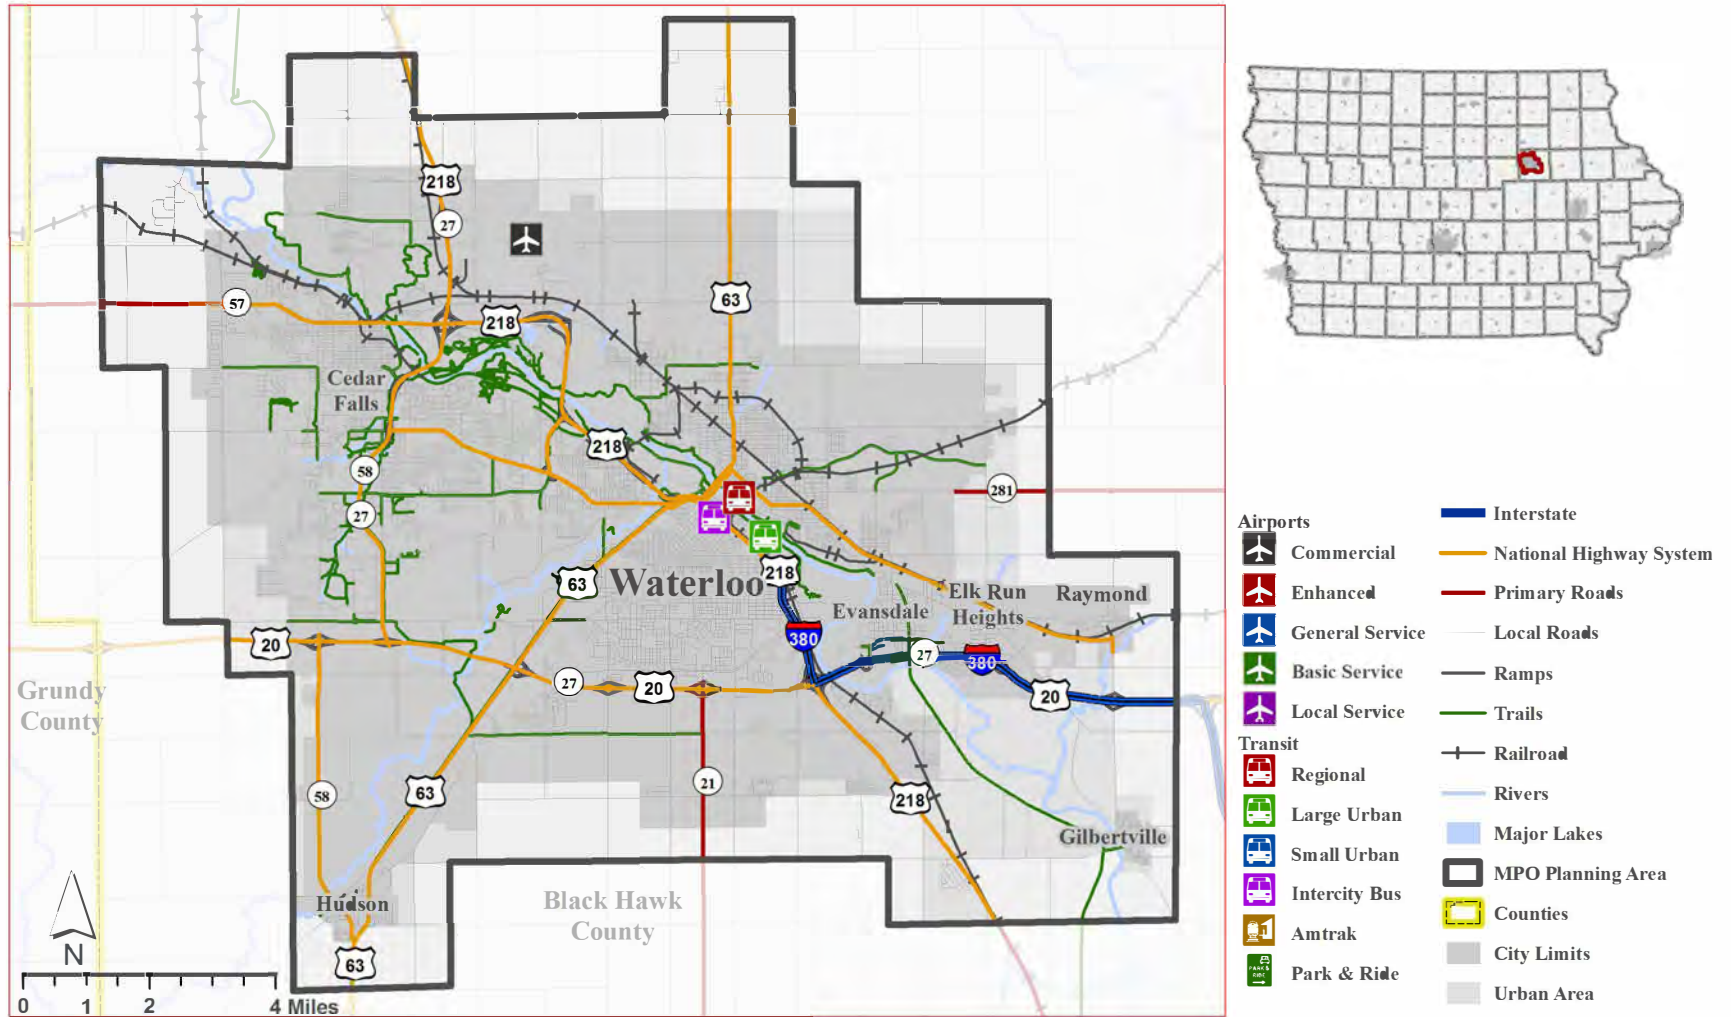 218
27
57
218
63
Cedar
Falls
218
58
281
27
63
Waterloo
218
Elk Run
Heights
Raymond
Evansdale
380
27
380
20
27
20
20
Grundy
County
58
63
21
218
Gilbertville
Hudson
Black Hawk
County
63
N
0 1 2 4 Miles
Airports
Commercial
Enhanced
General Service
Basic Service
Local Service
Transit
Regional
Large Urban
Small Urban
Intercity Bus
Amtrak
PARK &
RIDE
Park & Ride
Interstate
National Highway System
Primary Roads
Local Roads
Ramps
Trails
Railroad
Rivers
Major Lakes
MPO Planning Area
Counties
City Limits
Urban Area